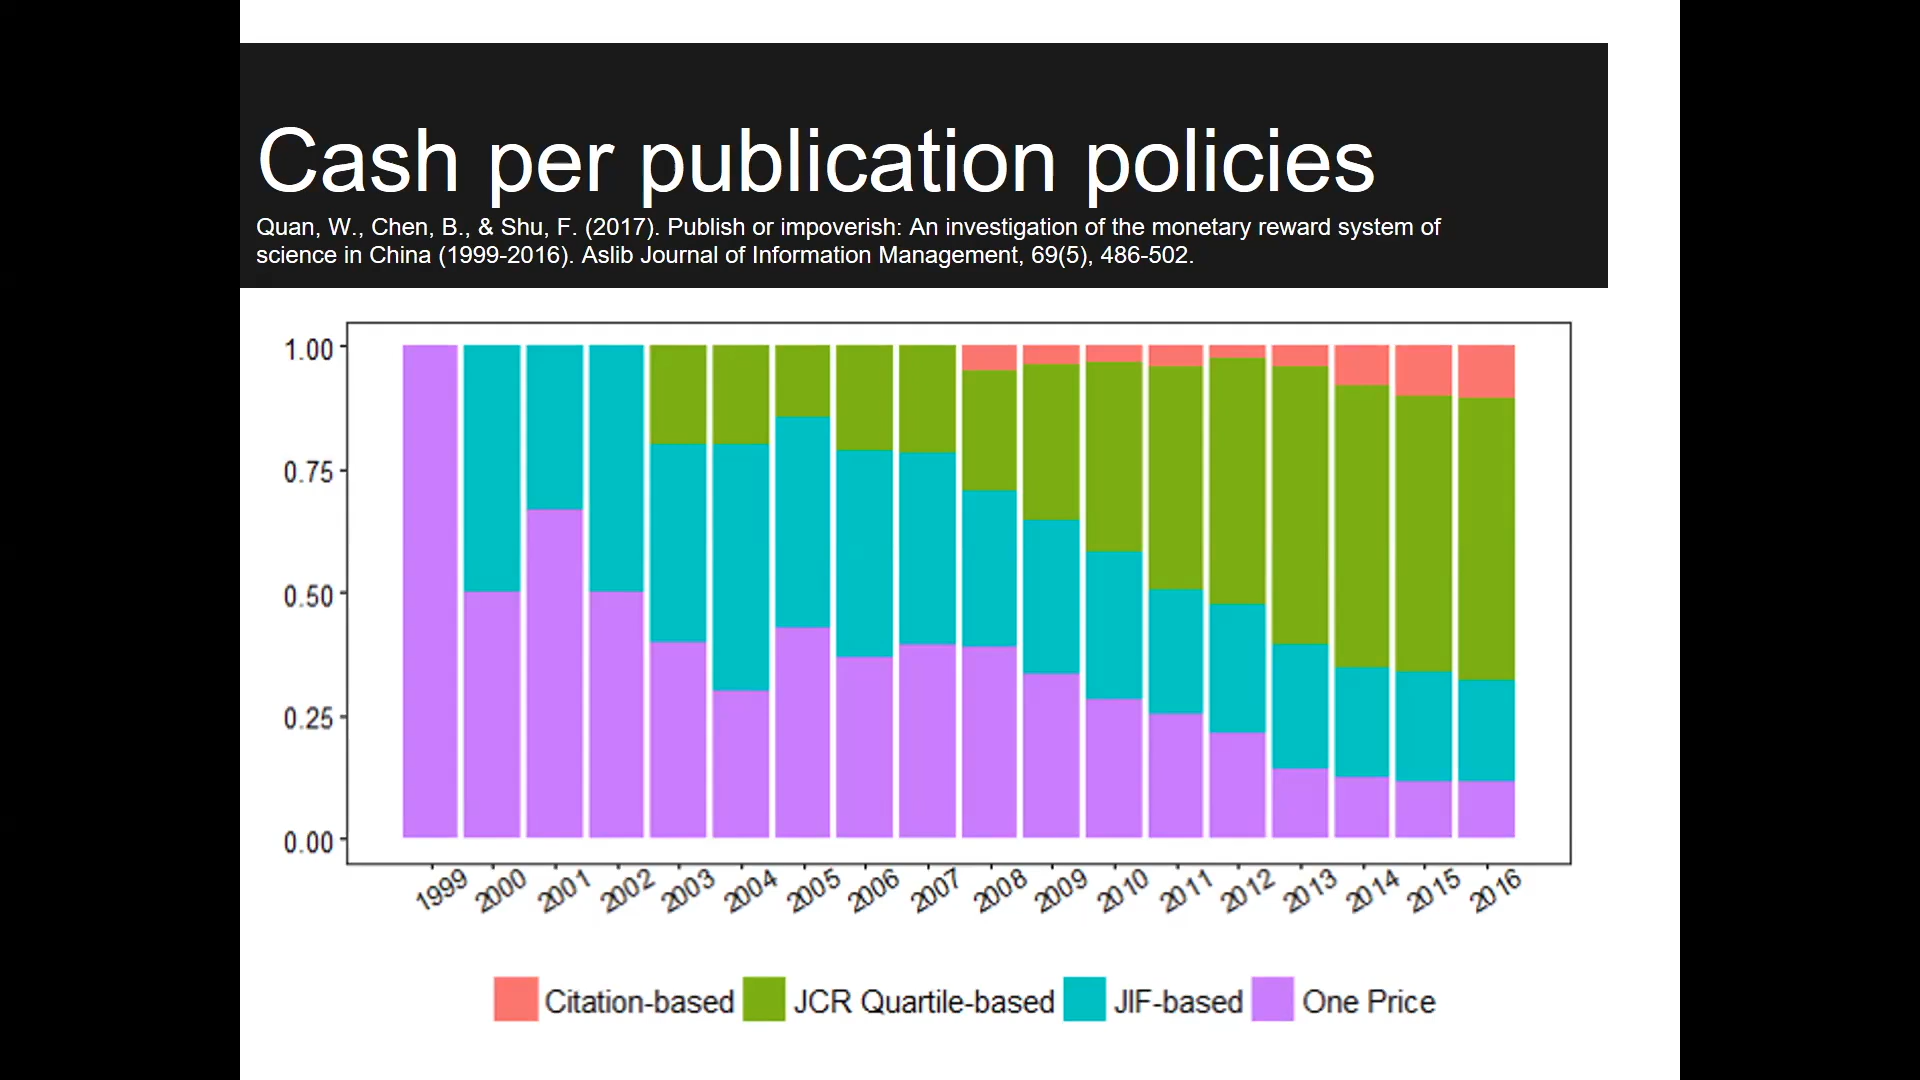 Cash per publication policies
Quan, W., Chen, B., & Shu, F. (2017). Publish or impoverish: An investigation of the monetary reward system of
science in China (1999-2016). Aslib Journal of Information Management, 69(5), 486-502.
1.00
0.75
0.50
0.25
0.00
1999 2000 2001 2002 2003 2004 2005 2006 2007 2008 2009 2010 2011 2012 2013 2014 2015 2016
Citation-based JCR Quartile-based JIF-based One Price